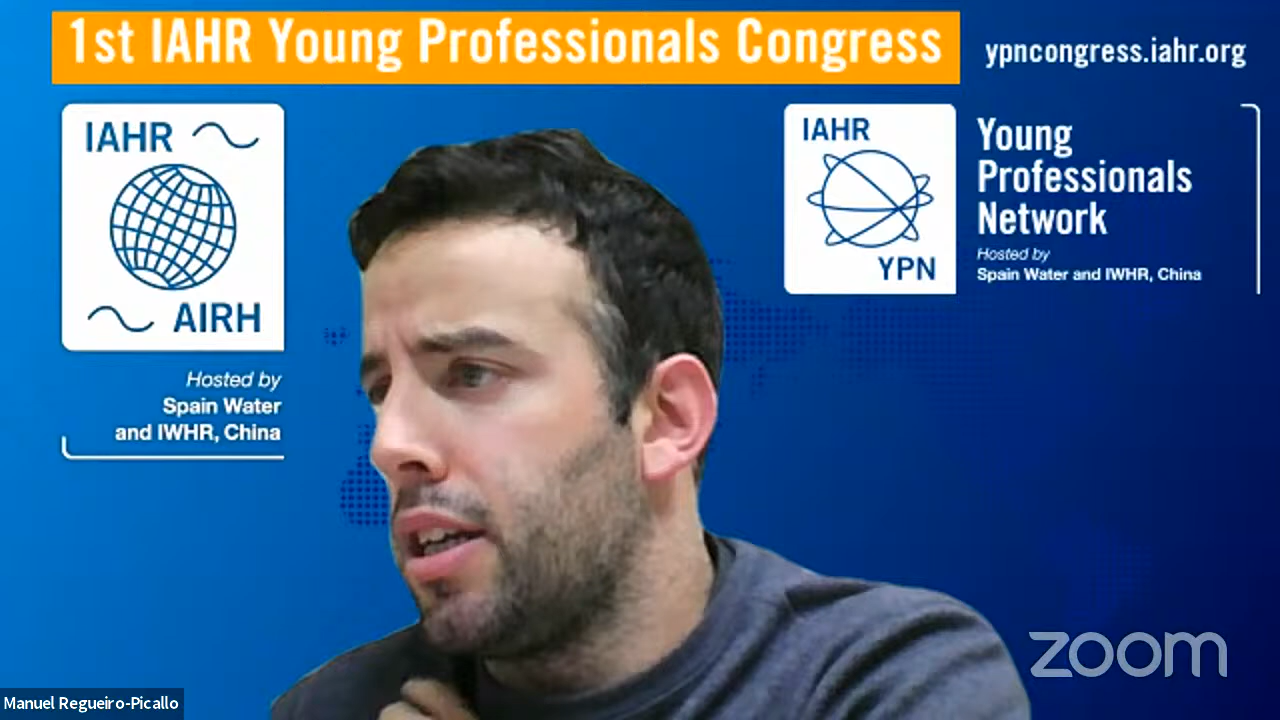 1st IAHR Young Professionals Congress
ypncongress.iahr.org
IAHR
AIRH
Hosted by
Spain Water
and IWHR, China
IAHR
YPN
Young
Professionals
Network
Hosted by
Spain Water and IWHR, China
zoom
Manuel Regueiro-Picallo